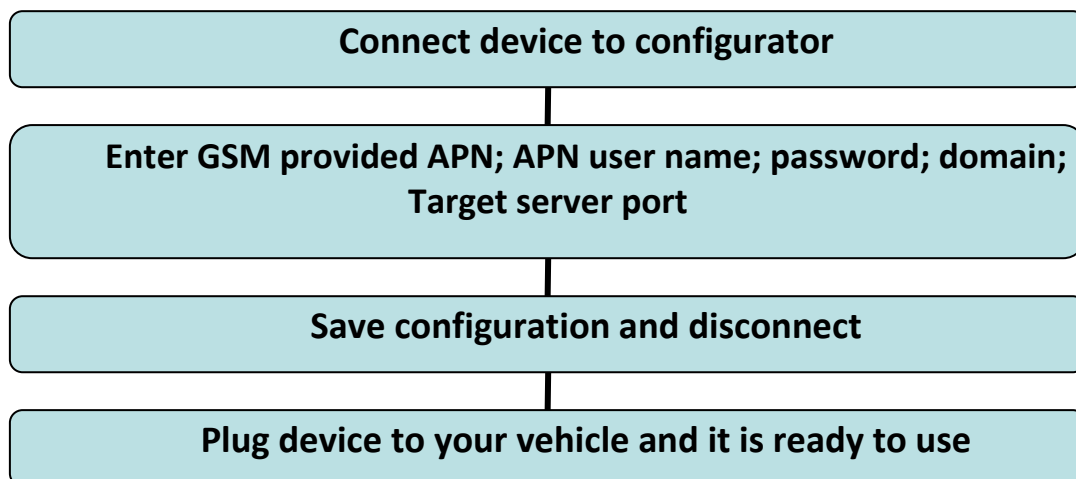 Connect device to configurator
Enter GSM provided APN; APN user name; password; domain;
Target server port
Save configuration and disconnect
Plug device to your vehicle and it is ready to use